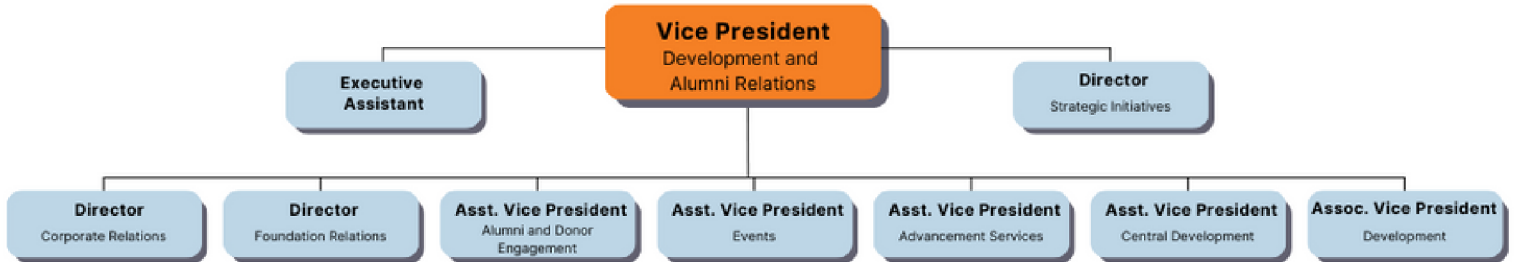 Vice President
Development and
Alumni Relations
Executive
Assistant
Director
Strategic Initiatives
Director
Corporate Relations
Director
Foundation Relations
Asst. Vice President
Alumni and Donor
Engagement
Asst. Vice President
Events
Asst. Vice President
Advancement Services
Asst. Vice President
Central Development
Assoc. Vice President
Development